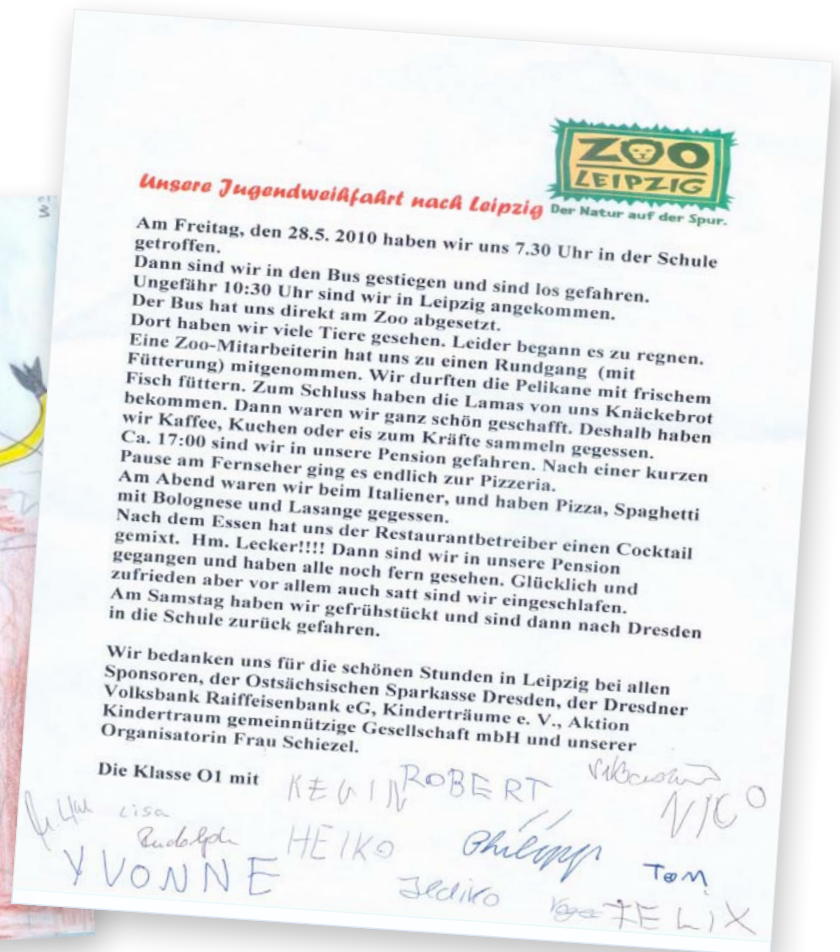 ZOO
LEIPZIG
Der Natur auf der Spur.
Unsere Jugendweihfahrt nach Leipzig
Am Freitag, den 28.5. 2010 haben wir uns 7.30 Uhr in der Schule
getroffen.
Dann sind wir in den Bus gestiegen und sind los gefahren.
Ungefähr 10:30 Uhr sind wir in Leipzig angekommen.
Der Bus hat uns direkt am Zoo abgesetzt.
Dort haben wir viele Tiere gesehen. Leider begann es zu regnen.
Eine Zoo-Mitarbeiterin hat uns zu einen Rundgang (mit
Fütterung) mitgenommen. Wir durften die Pelikane mit frischem
Fisch füttern. Zum Schluss haben die Lamas von uns Knäckebrot
bekommen. Dann waren wir ganz schön geschafft. Deshalb haben
wir Kaffee, Kuchen oder eis zum Kräfte sammeln gegessen.
Ca. 17:00 sind wir in unsere Pension gefahren. Nach einer kurzen
Pause am Fernseher ging es endlich zur Pizzeria.
Am Abend waren wir beim Italiener, und haben Pizza, Spaghetti
mit Bolognese und Lasange gegessen.
Nach dem Essen hat uns der Restaurantbetreiber einen Cocktail
gemixt. Hm. Lecker!!!! Dann sind wir in unsere Pension
gegangen und haben alle noch fern gesehen. Glücklich und
zufrieden aber vor allem auch satt sind wir eingeschlafen.
Am Samstag haben wir gefrühstückt und sind dann nach Dresden
in die Schule zurück gefahren.
Wir bedanken uns für die schönen Stunden in Leipzig bei allen
Sponsoren, der Ostsächsischen Sparkasse Dresden, der Dresdner
Volksbank Raiffeisenbank eG, Kinderträume e. V., Aktion
Kindertraum gemeinnützige Gesellschaft mbH und unserer
Organisatorin Frau Schiezel.
Die Klasse O1 mit
KEVIN ROBERT
NICO
Lisa
Rudolph HEIKO Philipp TOM
YVONNE Ildiko FELIX